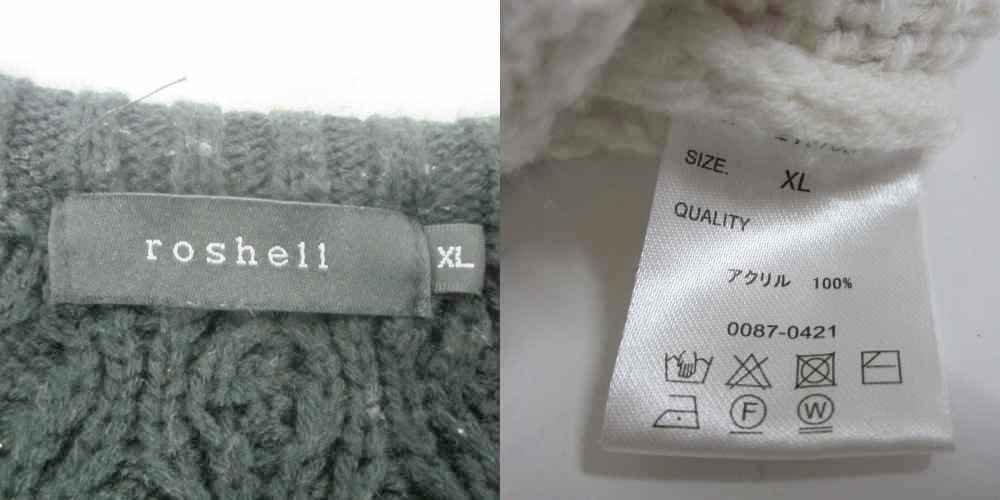 roshell
XL
SIZE.
XL
QUALITY
アクリル 100%
0087-0421
F
W